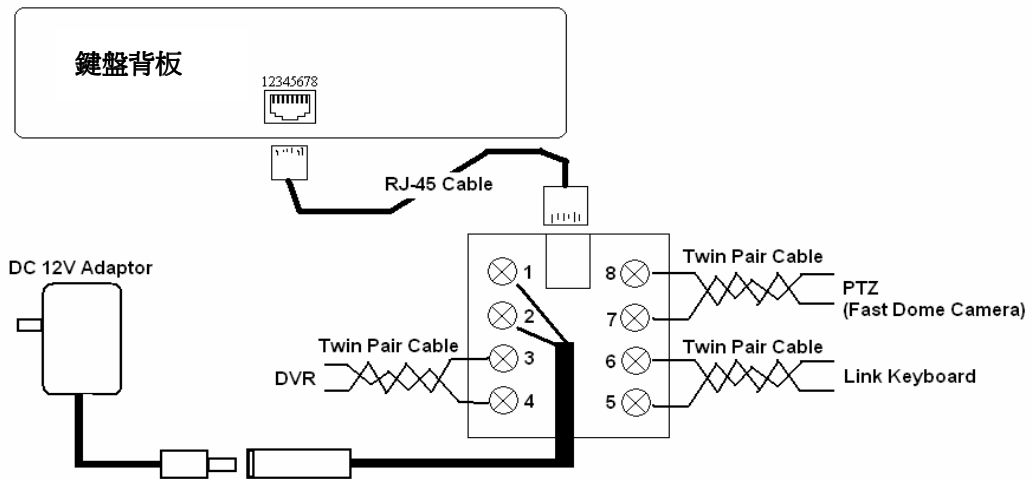 鍵盤背板
12345678
RJ-45 Cable
DC 12V Adaptor
1
2
3
4
8
7
6
5
Twin Pair Cable
PTZ
(Fast Dome Camera)
Twin Pair Cable
DVR
Twin Pair Cable
Link Keyboard